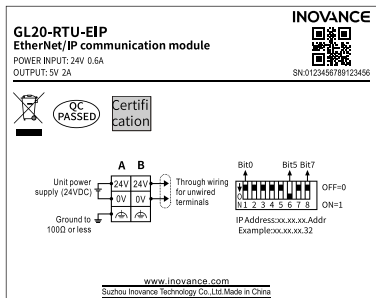 INOVANCE
GL20-RTU-EIP
EtherNet/IP communication module
POWER INPUT: 24V 0.6A
OUTPUT: 5V 2A
SN:0123456789123456
QC
PASSED
Certifi
cation
A B
Unit power
supply (24VDC)
24V 24V
0V 0V
Through wiring
for unwired
terminals
Ground to
100Ω or less
Bit0 Bit5 Bit7
O
N 1 2 3 4 5 6 7 8
OFF=0
ON=1
IP Address:xx.xx.xx.Addr
Example:xx.xx.xx.32
www.inovance.com
Suzhou Inovance Technology Co.,Ltd.Made in China